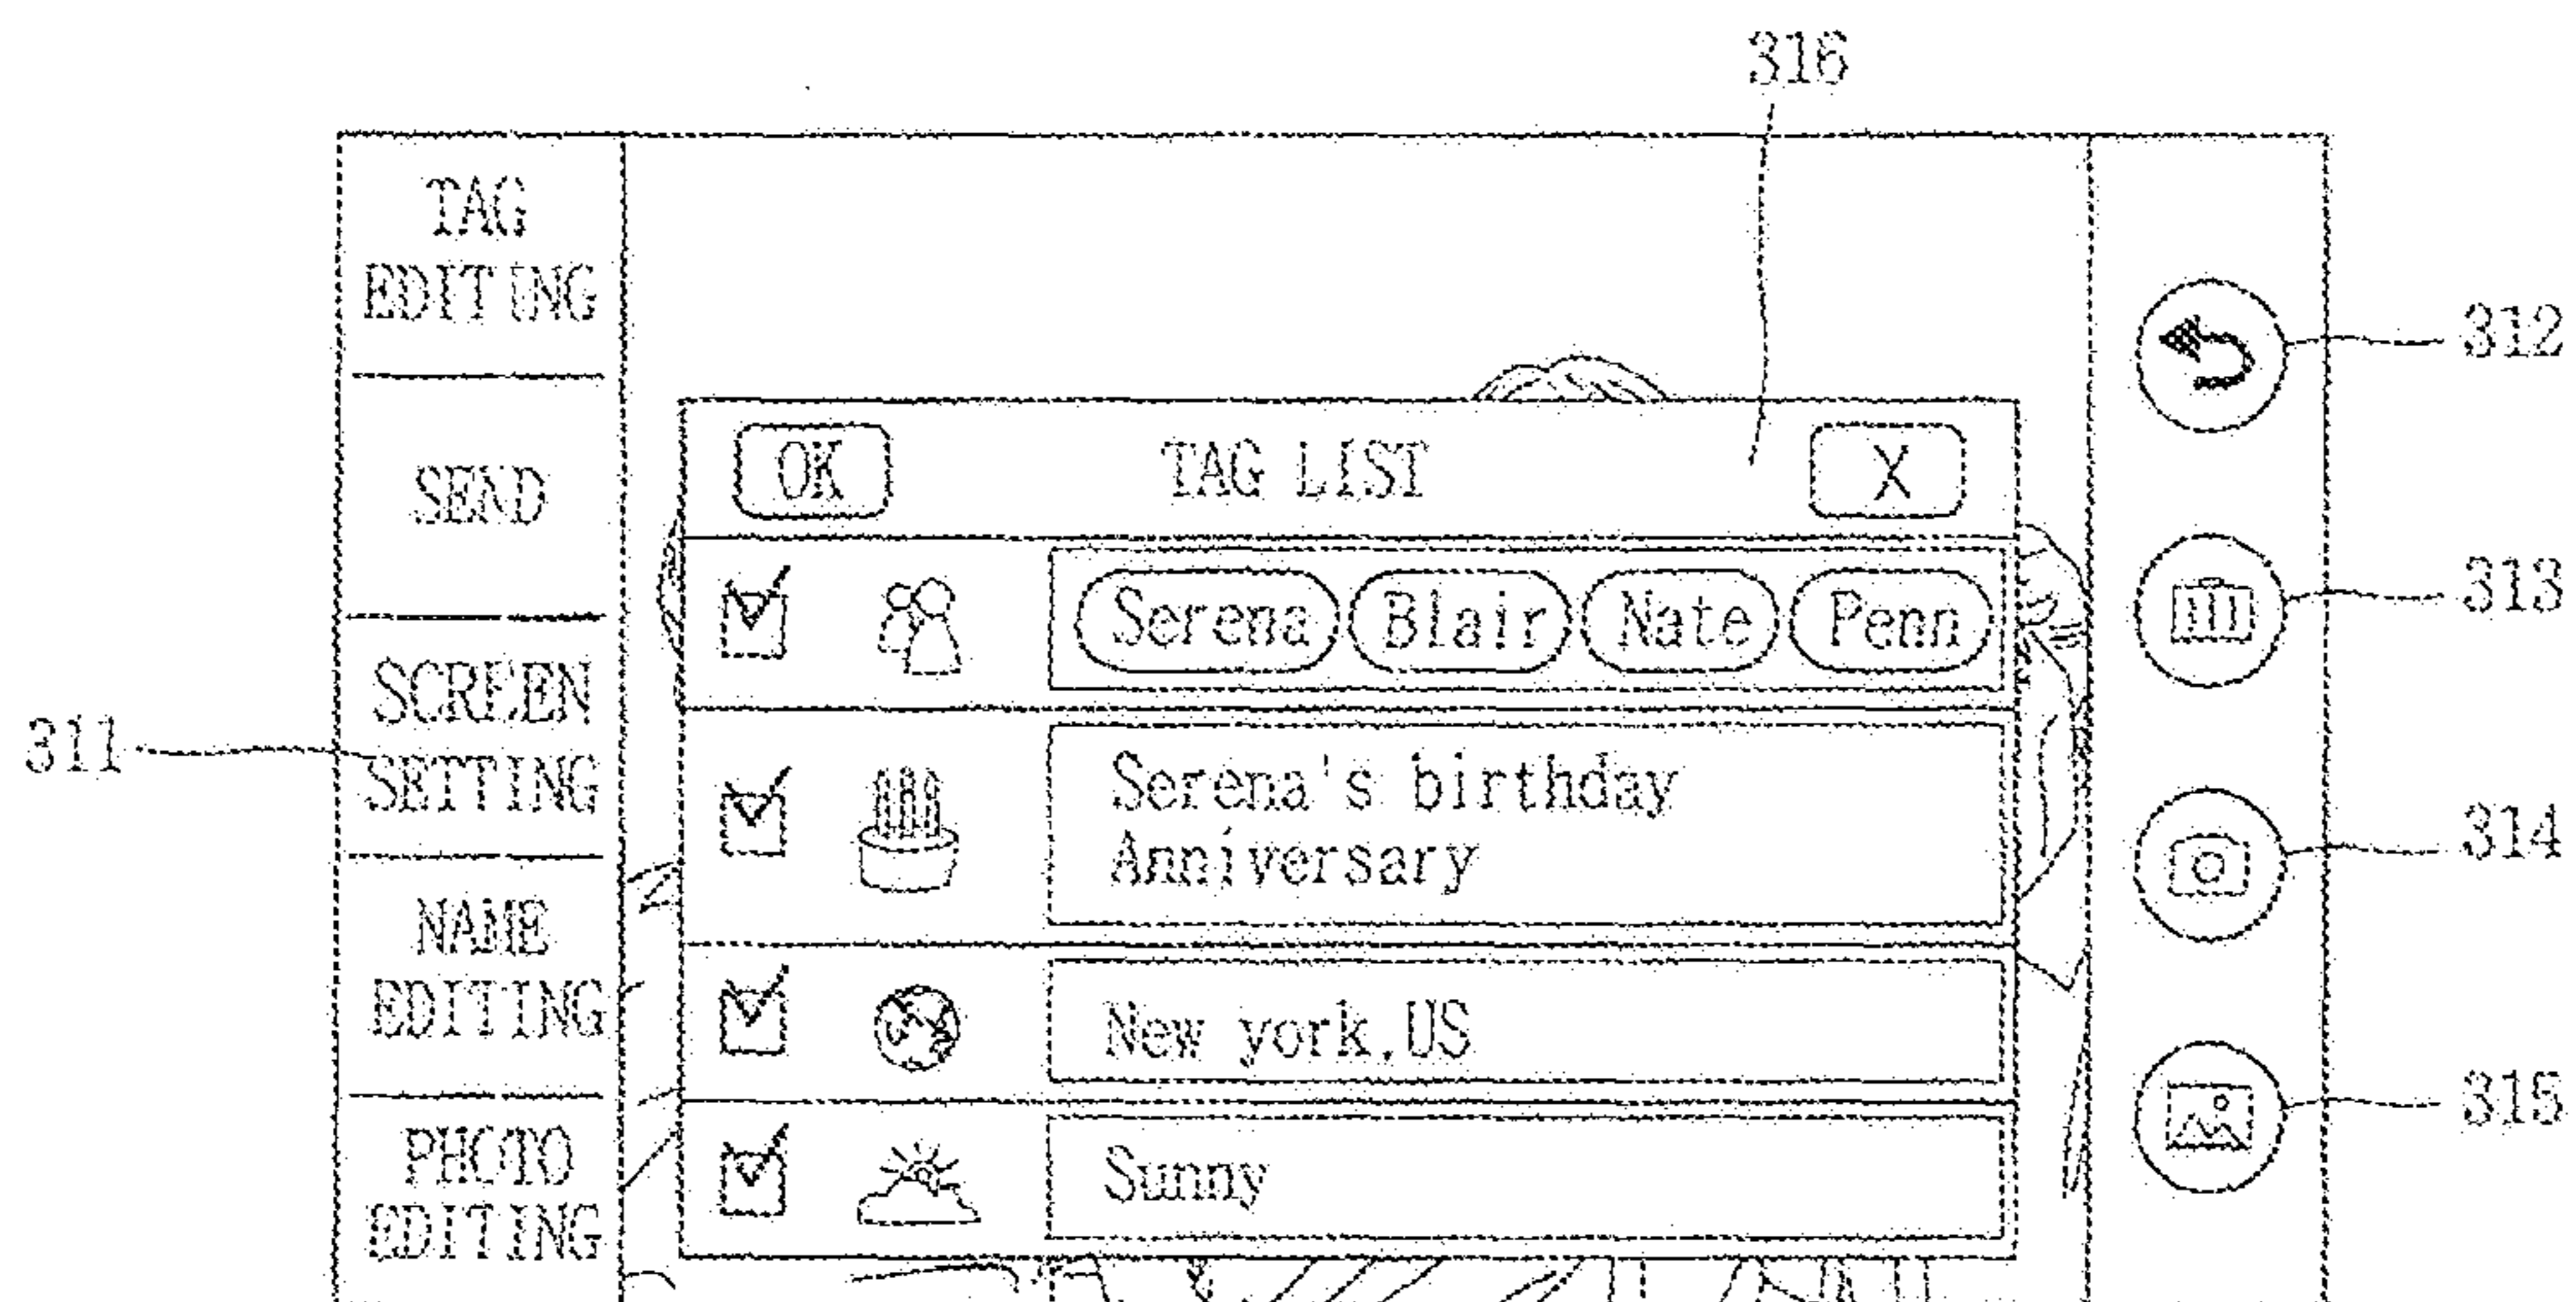 316
TAG
EDITING
SEND
SCREEN
SETTING
NAME
EDITING
PHOTO
EDITING
311
OK TAG LIST X
Serena Blair Nate Penn
Serena's birthday
Anniversary
New york,US
Sunny
312
313
314
315